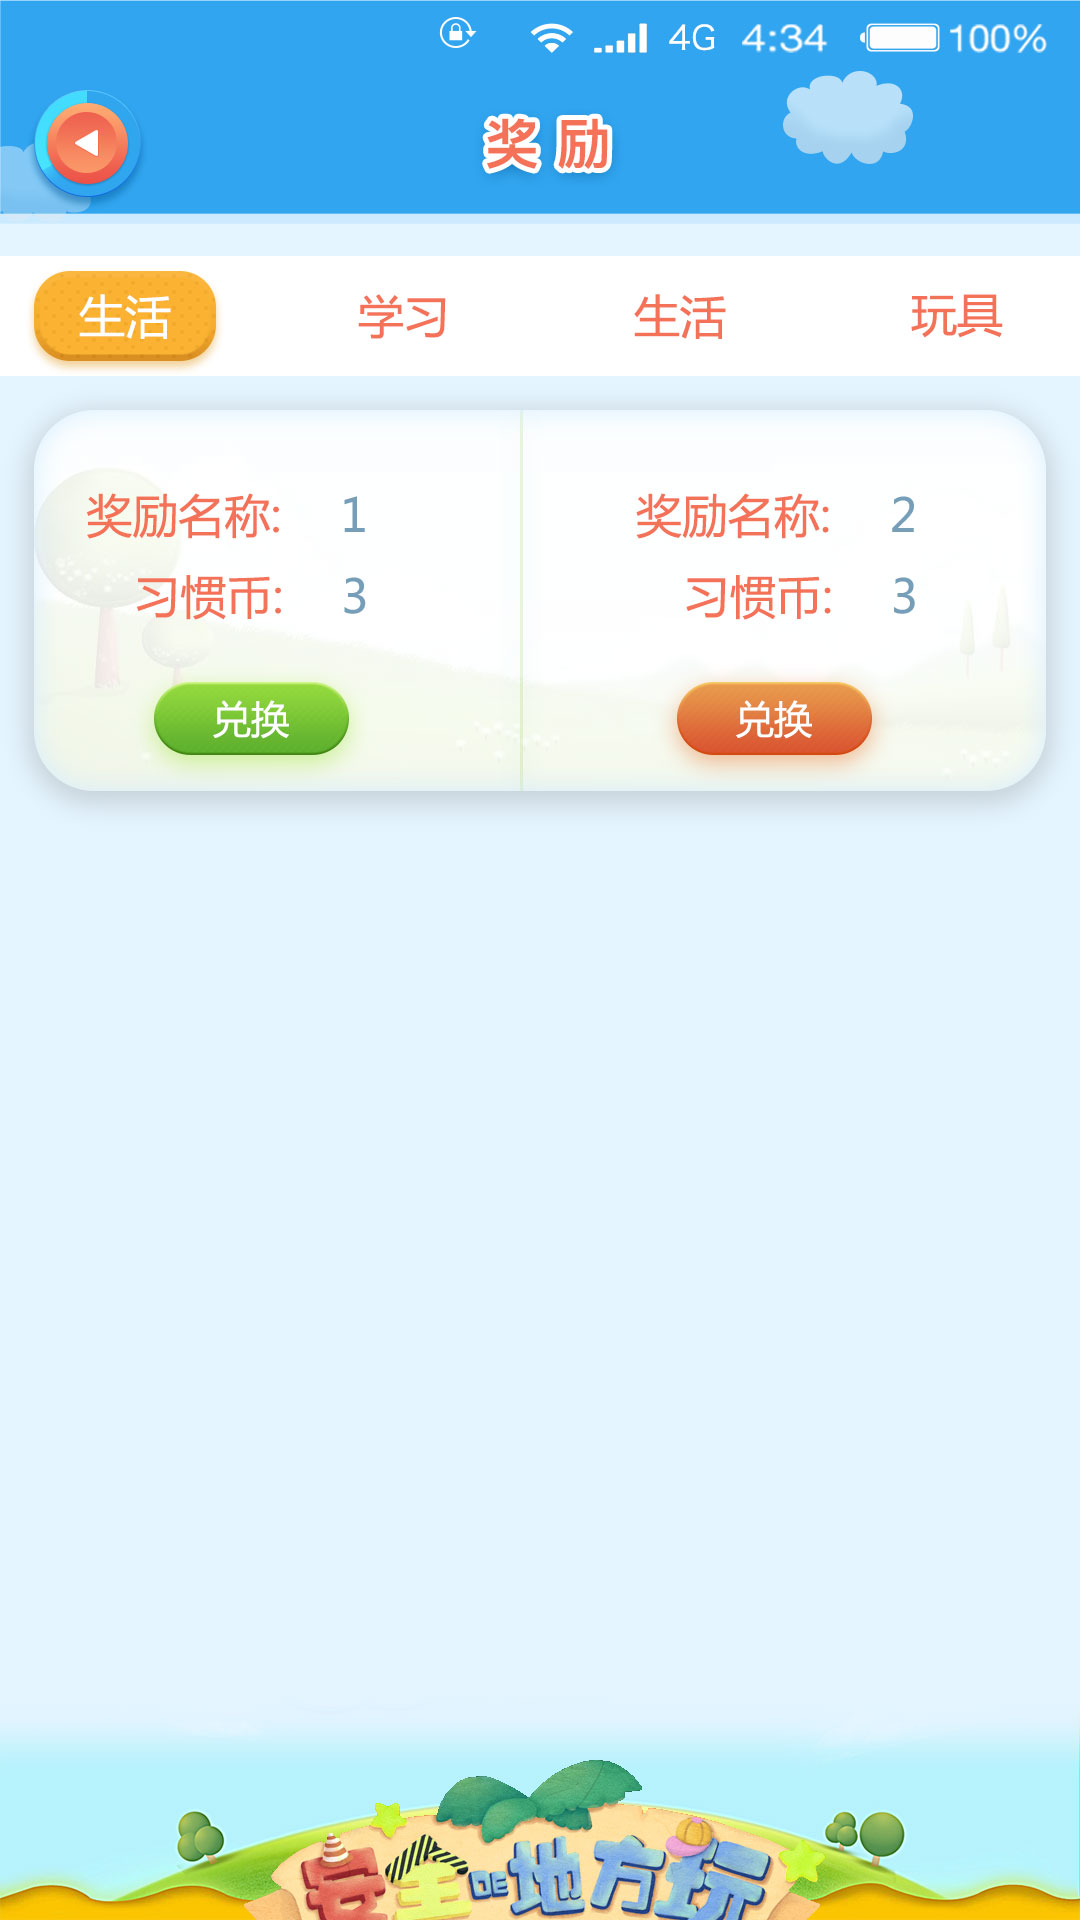 4G 4:34 100%
奖励
生活 学习 生活 玩具
奖励名称: 1 奖励名称: 2
习惯币: 3 习惯币: 3
兑换 兑换
安全DE地方玩